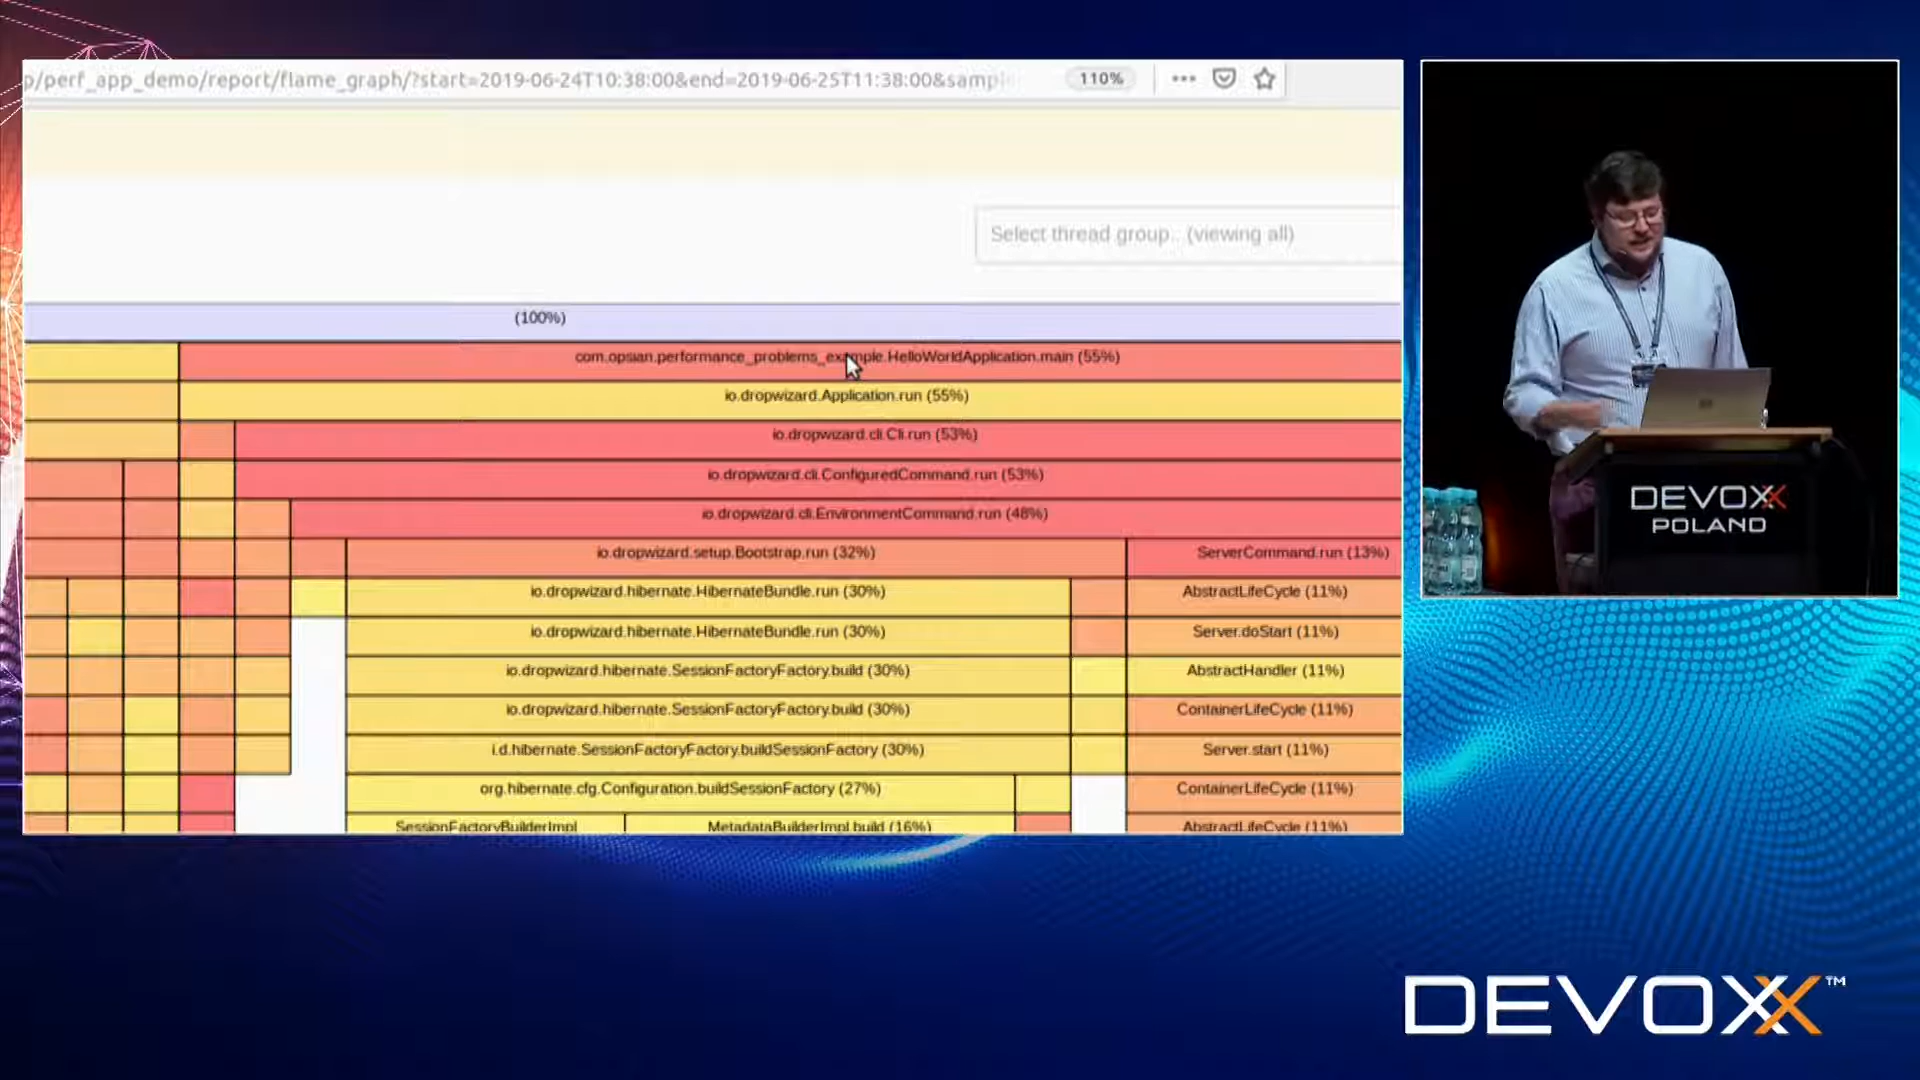 p/perf_app_demo/report/flame_graph/?start=2019-06-24T10:38:00&end=2019-06-25T11:38:00&sampl
110%
Select thread group.. (viewing all)
(100%)
com.opsian.performance_problems_example.HelloWorldApplication.main (55%)
io.dropwizard.Application.run (55%)
io.dropwizard.cli.Cli.run (53%)
io.dropwizard.cli.ConfiguredCommand.run (53%)
io.dropwizard.cli.EnvironmentCommand.run (48%)
io.dropwizard.setup.Bootstrap.run (32%)
ServerCommand.run (13%)
io.dropwizard.hibernate.HibernateBundle.run (30%)
AbstractLifeCycle (11%)
io.dropwizard.hibernate.HibernateBundle.run (30%)
Server.doStart (11%)
io.dropwizard.hibernate.SessionFactoryFactory.build (30%)
AbstractHandler (11%)
io.dropwizard.hibernate.SessionFactoryFactory.build (30%)
ContainerLifeCycle (11%)
i.d.hibernate.SessionFactoryFactory.buildSessionFactory (30%)
Server.start (11%)
org.hibernate.cfg.Configuration.buildSessionFactory (27%)
ContainerLifeCycle (11%)
SessionFactoryBuilderImpl
MetadataBuilderImpl.build (16%)
AbstractLifeCycle (11%)
DEVOXX
POLAND
DEVOXX™